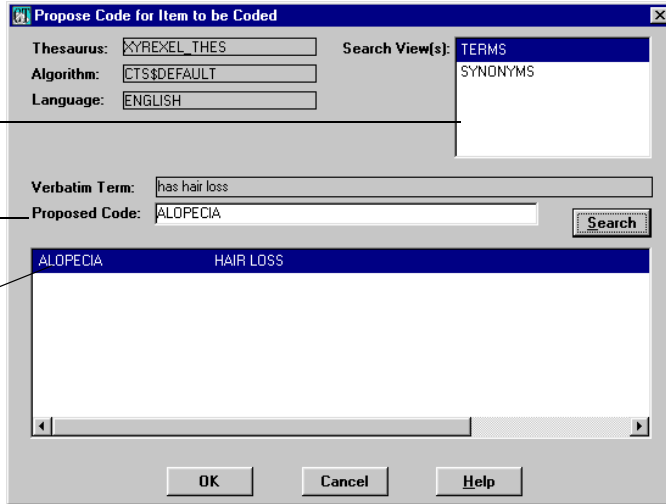 Propose Code for Item to be Coded
Thesaurus: XYREXEL_THES
Search View(s): TERMS
Algorithm: CTS$DEFAULT
SYNONYMS
Language: ENGLISH
Verbatim Term: has hair loss
Proposed Code: ALOPECIA
Search
ALOPECIA HAIR LOSS
OK Cancel Help